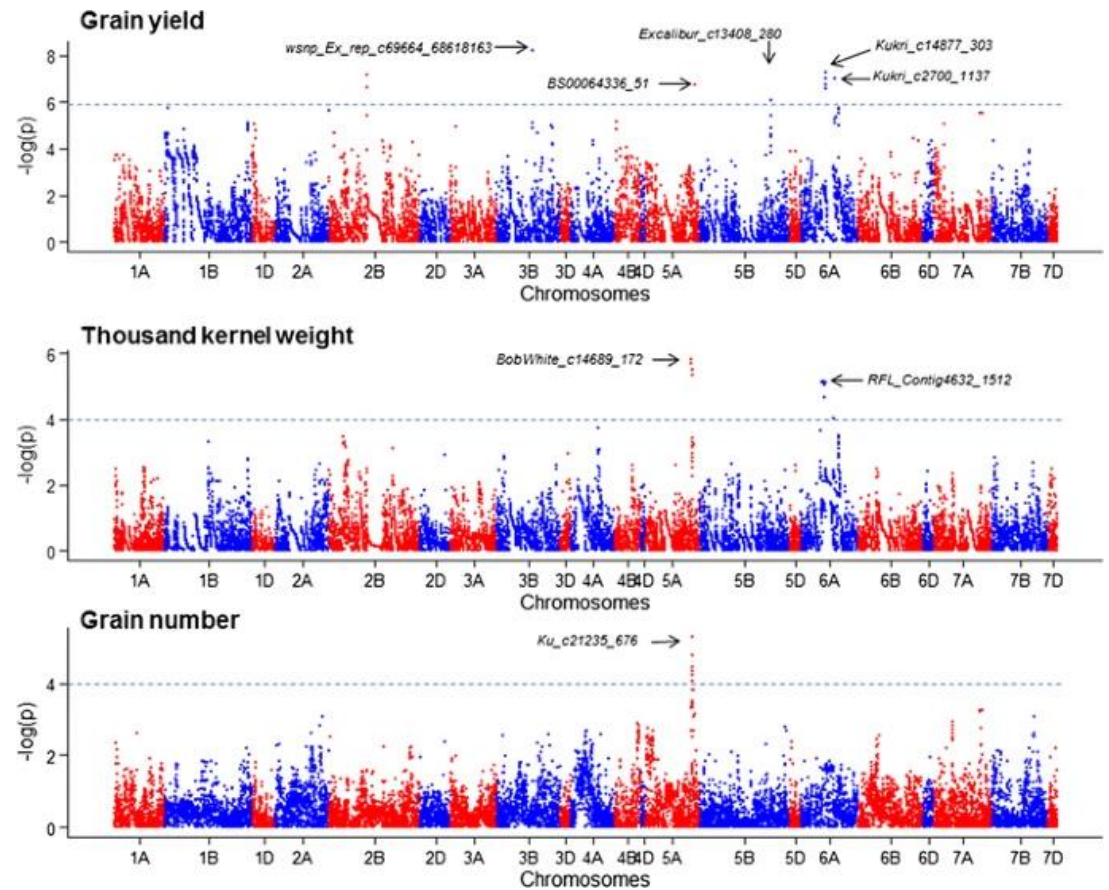 Grain yield
wsnp_Ex_rep_c69664_68618163
Excalibur_c13408_280
Kukri_c14877_303
BS00064336_51
Kukri_c2700_1137
8
6
4
2
0
-log(p)
1A 1B 1D 2A 2B 2D 3A 3B 3D 4A 4B 4D 5A 5B 5D 6A 6B 6D 7A 7B 7D
Chromosomes
Thousand kernel weight
BobWhite_c14689_172
RFL_Contig4632_1512
6
4
2
0
-log(p)
1A 1B 1D 2A 2B 2D 3A 3B 3D 4A 4B 4D 5A 5B 5D 6A 6B 6D 7A 7B 7D
Chromosomes
Grain number
Ku_c21235_676
4
2
0
-log(p)
1A 1B 1D 2A 2B 2D 3A 3B 3D 4A 4B 4D 5A 5B 5D 6A 6B 6D 7A 7B 7D
Chromosomes